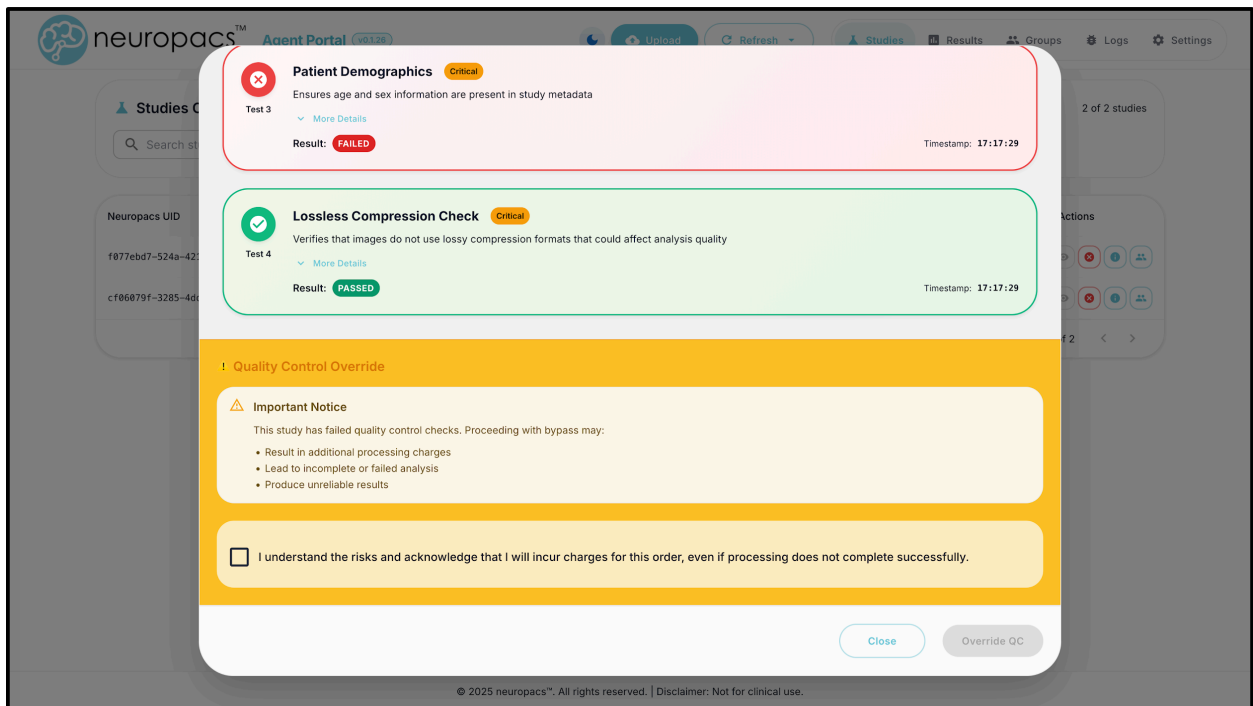 neuropacs™ Agent Portal v0.1.26 Upload Refresh Studies Results Groups Logs Settings
Studies 2 of 2 studies
Search
Neuropacs UID Actions
f077ebd7-524a-42
cf06079f-3285-4d
of 2
Patient Demographics Critical
Test 3
Ensures age and sex information are present in study metadata
More Details
Result: FAILED Timestamp: 17:17:29
Lossless Compression Check Critical
Test 4
Verifies that images do not use lossy compression formats that could affect analysis quality
More Details
Result: PASSED Timestamp: 17:17:29
! Quality Control Override
Important Notice
This study has failed quality control checks. Proceeding with bypass may:
• Result in additional processing charges
• Lead to incomplete or failed analysis
• Produce unreliable results
I understand the risks and acknowledge that I will incur charges for this order, even if processing does not complete successfully.
Close Override QC
© 2025 neuropacs™. All rights reserved. | Disclaimer: Not for clinical use.